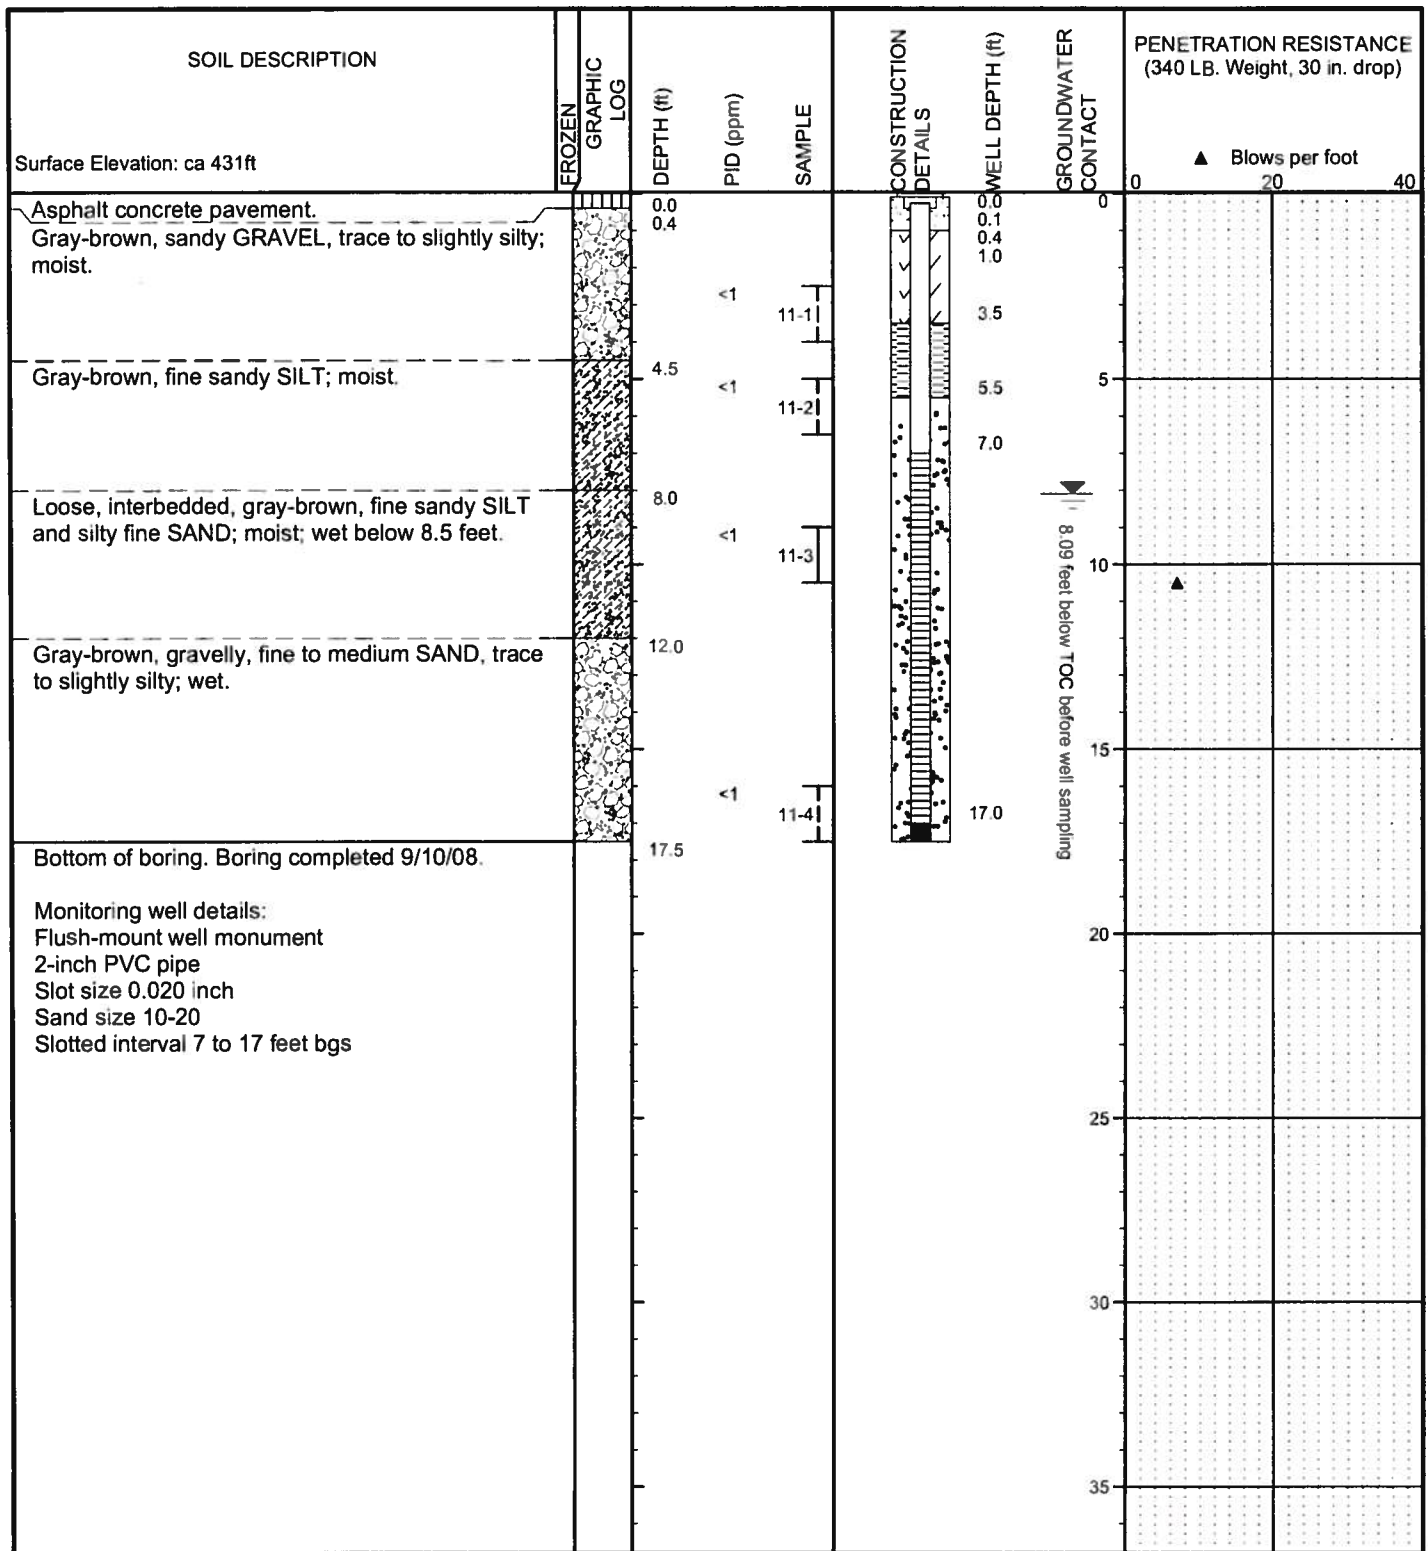 SOIL DESCRIPTION
Surface Elevation: ca 431ft
FROZEN
GRAPHIC
LOG
DEPTH (ft)
PID (ppm)
SAMPLE
CONSTRUCTION
DETAILS
WELL DEPTH (ft)
GROUNDWATER
CONTACT
PENETRATION RESISTANCE
(340 LB. Weight, 30 in. drop)
▲ Blows per foot
0 20 40
Asphalt concrete pavement.
0.0
0.4
0.0
0.1
0.4
1.0
0
Gray-brown, sandy GRAVEL, trace to slightly silty;
moist.
<1
11-1
3.5
Gray-brown, fine sandy SILT; moist.
4.5
<1
11-2
5.5
5
7.0
Loose, interbedded, gray-brown, fine sandy SILT
and silty fine SAND; moist; wet below 8.5 feet.
8.0
<1
11-3
8.09 feet below TOC before well sampling
10
Gray-brown, gravelly, fine to medium SAND, trace
to slightly silty; wet.
12.0
15
<1
11-4
17.0
Bottom of boring. Boring completed 9/10/08.
17.5
Monitoring well details:
Flush-mount well monument
2-inch PVC pipe
Slot size 0.020 inch
Sand size 10-20
Slotted interval 7 to 17 feet bgs
20
25
30
35